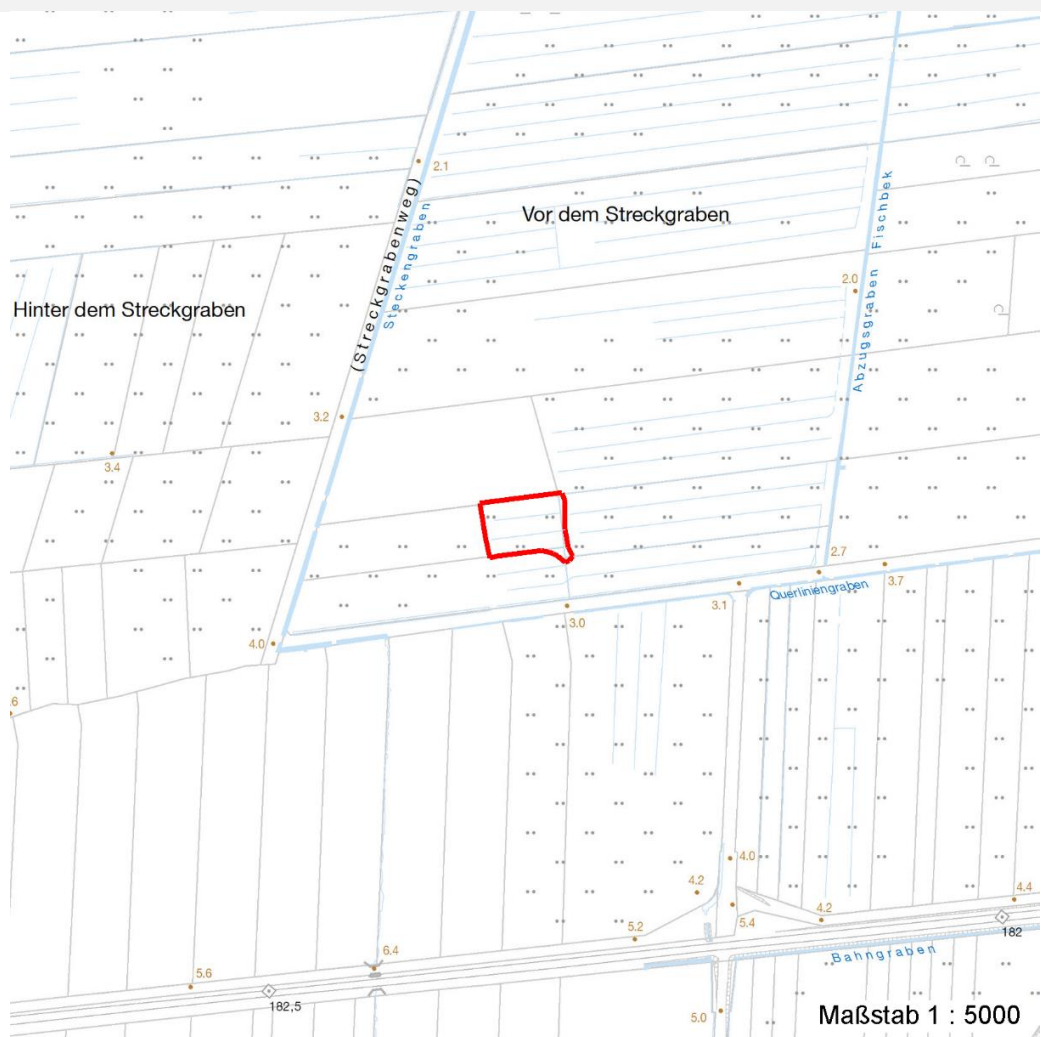 2.1
(Streckgrabenweg)
Steckengraben
Vor dem Streckgraben
Abzugsgraben Fischbek
2.0
Hinter dem Streckgraben
3.2
3.4
2.7
3.7
3.1
Querliniengraben
3.0
4.0
.6
4.0
4.2
4.4
4.2
5.4
5.2
182
Bahngraben
6.4
5.6
182,5
5.0
Maßstab 1 : 5000